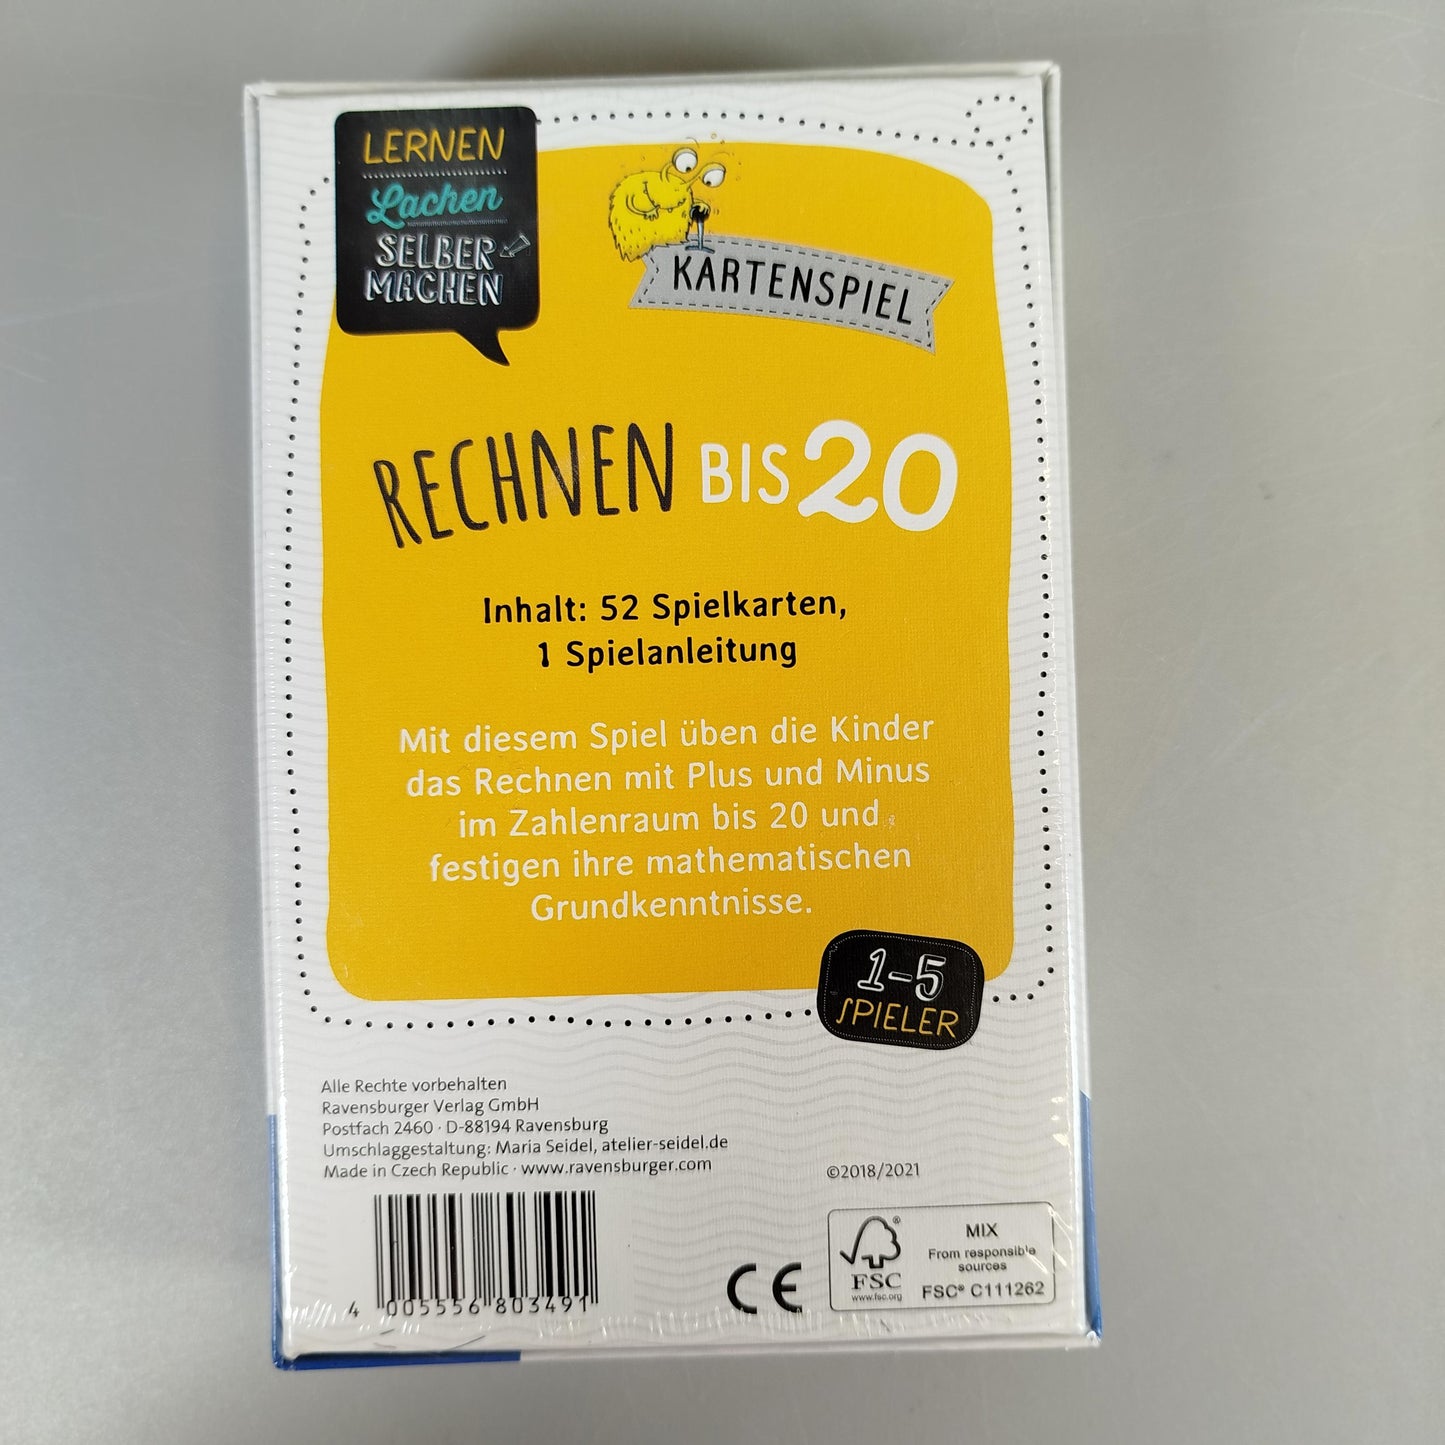 LERNEN
Lachen
SELBER
MACHEN
KARTENSPIEL
RECHNEN BIS 20
Inhalt: 52 Spielkarten,
1 Spielanleitung
Mit diesem Spiel üben die Kinder
das Rechnen mit Plus und Minus
im Zahlenraum bis 20 und
festigen ihre mathematischen
Grundkenntnisse.
1-5
SPIELER
Alle Rechte vorbehalten
Ravensburger Verlag GmbH
Postfach 2460 · D-88194 Ravensburg
Umschlaggestaltung: Maria Seidel, atelier-seidel.de
Made in Czech Republic · www.ravensburger.com
©2018/2021
4 005556 803491
CE
FSC
www.fsc.org
MIX
From responsible
sources
FSC® C111262